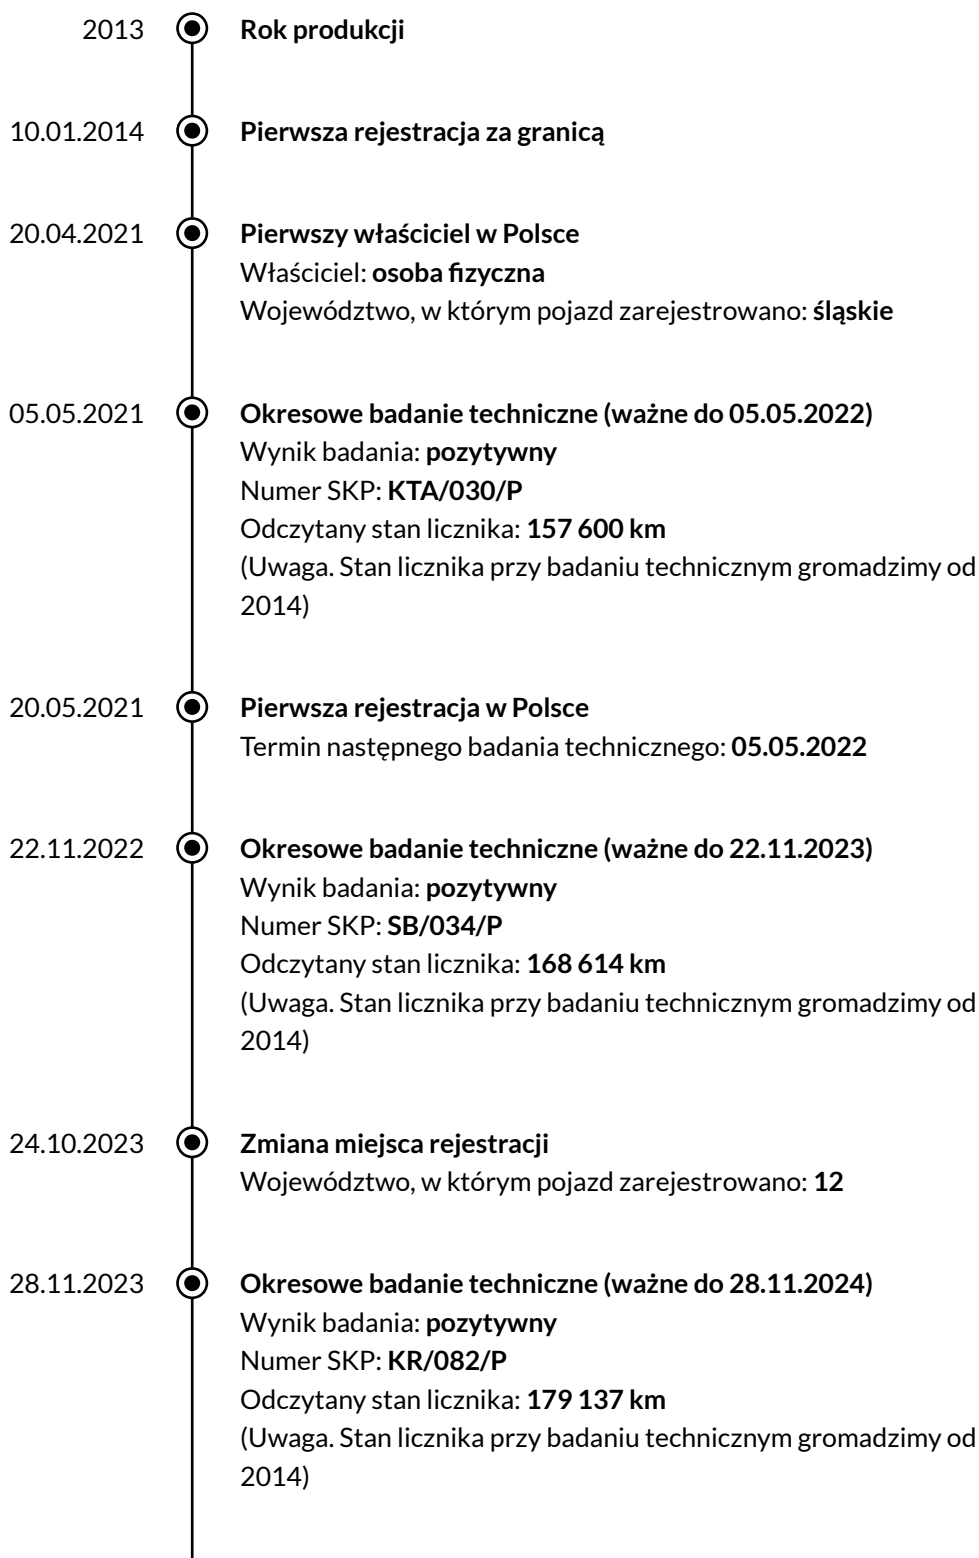 2013 Rok produkcji
10.01.2014 Pierwsza rejestracja za granicą
20.04.2021 Pierwszy właściciel w Polsce
Właściciel: osoba fizyczna
Województwo, w którym pojazd zarejestrowano: śląskie
05.05.2021 Okresowe badanie techniczne (ważne do 05.05.2022)
Wynik badania: pozytywny
Numer SKP: KTA/030/P
Odczytany stan licznika: 157 600 km
(Uwaga. Stan licznika przy badaniu technicznym gromadzimy od
2014)
20.05.2021 Pierwsza rejestracja w Polsce
Termin następnego badania technicznego: 05.05.2022
22.11.2022 Okresowe badanie techniczne (ważne do 22.11.2023)
Wynik badania: pozytywny
Numer SKP: SB/034/P
Odczytany stan licznika: 168 614 km
(Uwaga. Stan licznika przy badaniu technicznym gromadzimy od
2014)
24.10.2023 Zmiana miejsca rejestracji
Województwo, w którym pojazd zarejestrowano: 12
28.11.2023 Okresowe badanie techniczne (ważne do 28.11.2024)
Wynik badania: pozytywny
Numer SKP: KR/082/P
Odczytany stan licznika: 179 137 km
(Uwaga. Stan licznika przy badaniu technicznym gromadzimy od
2014)